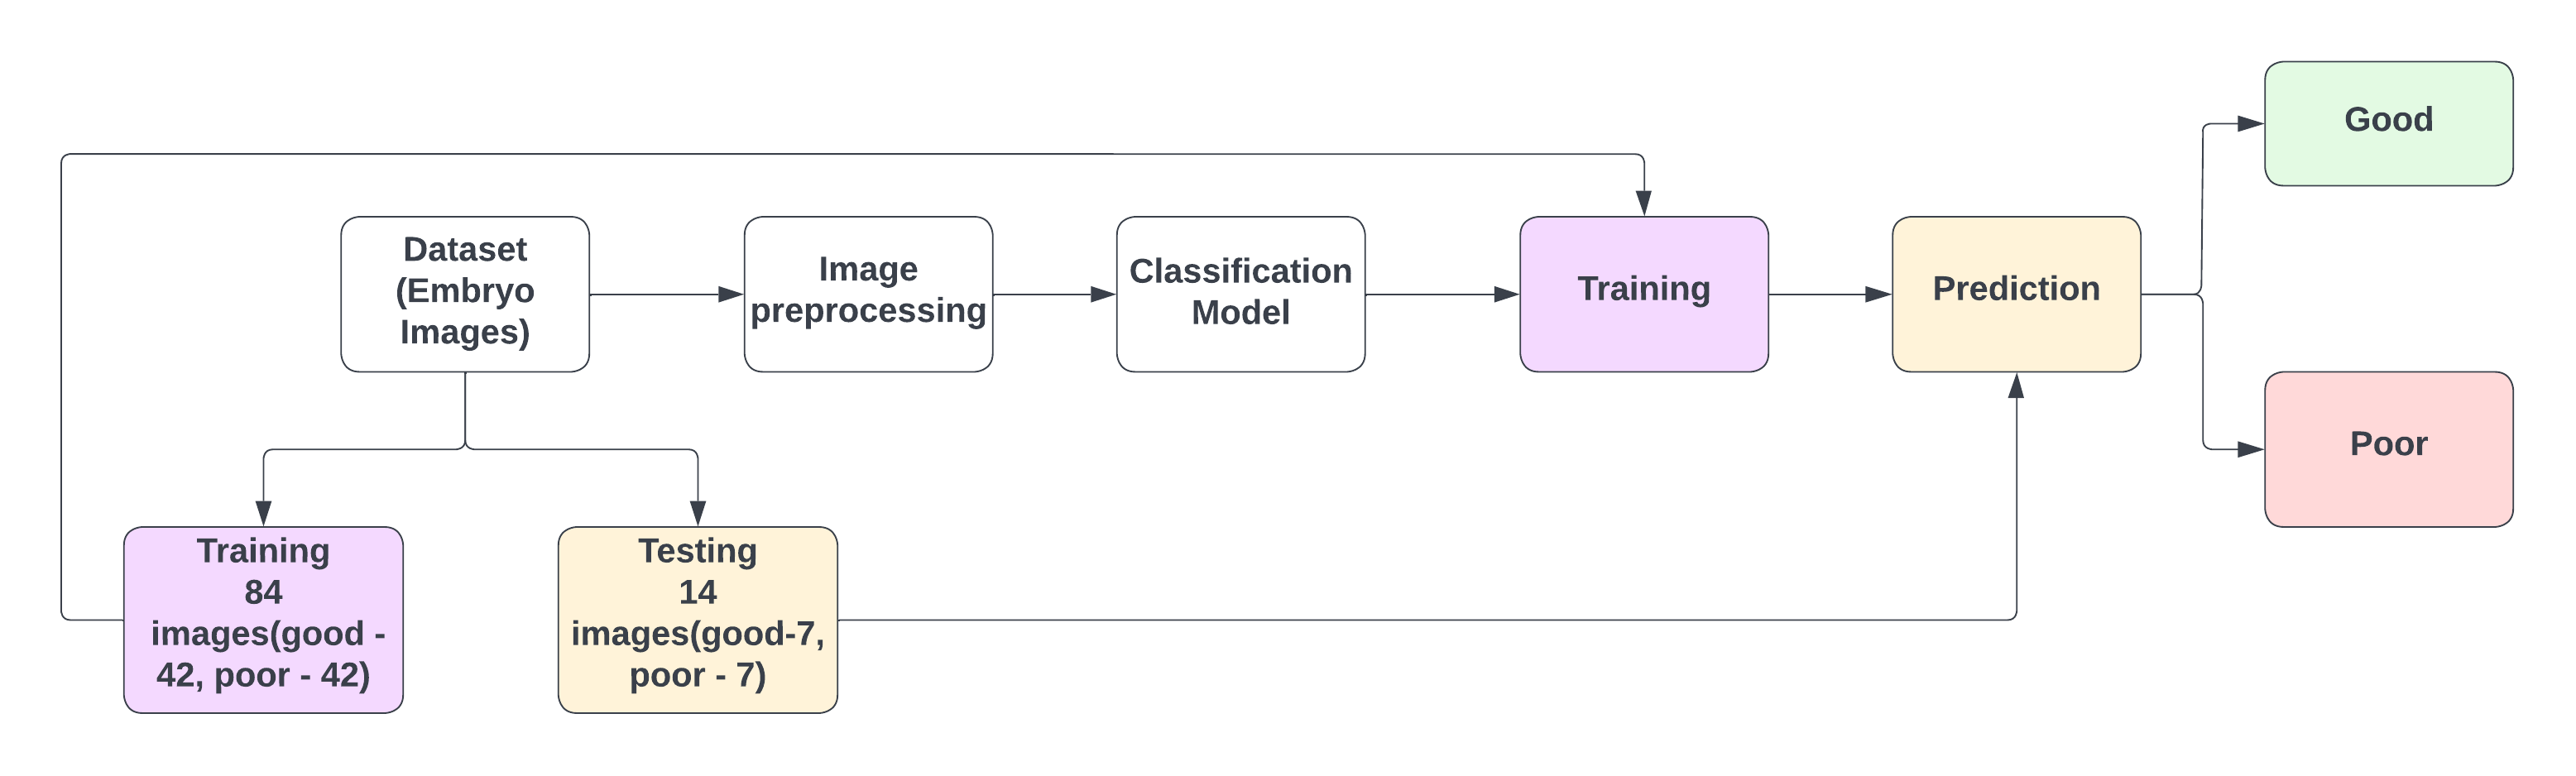 Good
Dataset
(Embryo
Images)
Image
preprocessing
Classification
Model
Training
Prediction
Poor
Training
84
images(good -
42, poor - 42)
Testing
14
images(good-7,
poor - 7)